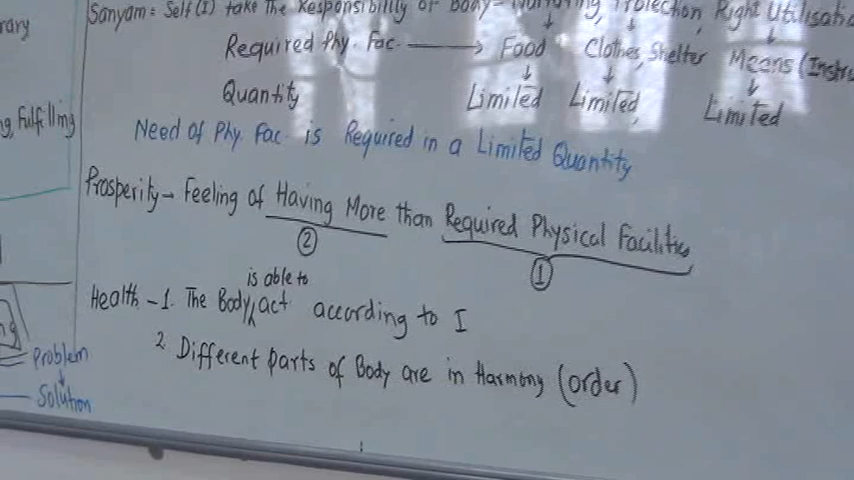 Sanyam = Self(I) take The Responsibility of Body - Nurturing, Protection, Right Utilisatio
Required Phy. Fac. → Food Clothes, Shelter Means (Instru
Quantity Limited Limited, Limited
Need of Phy. Fac. is Required in a Limited Quantity
Prosperity → Feeling of Having More than Required Physical Facilities
② ①
Health - 1. The Body is able to act according to I
2. Different Parts of Body are in Harmony (order)
rary
ng, Fulfilling
ng
Problem
Solution